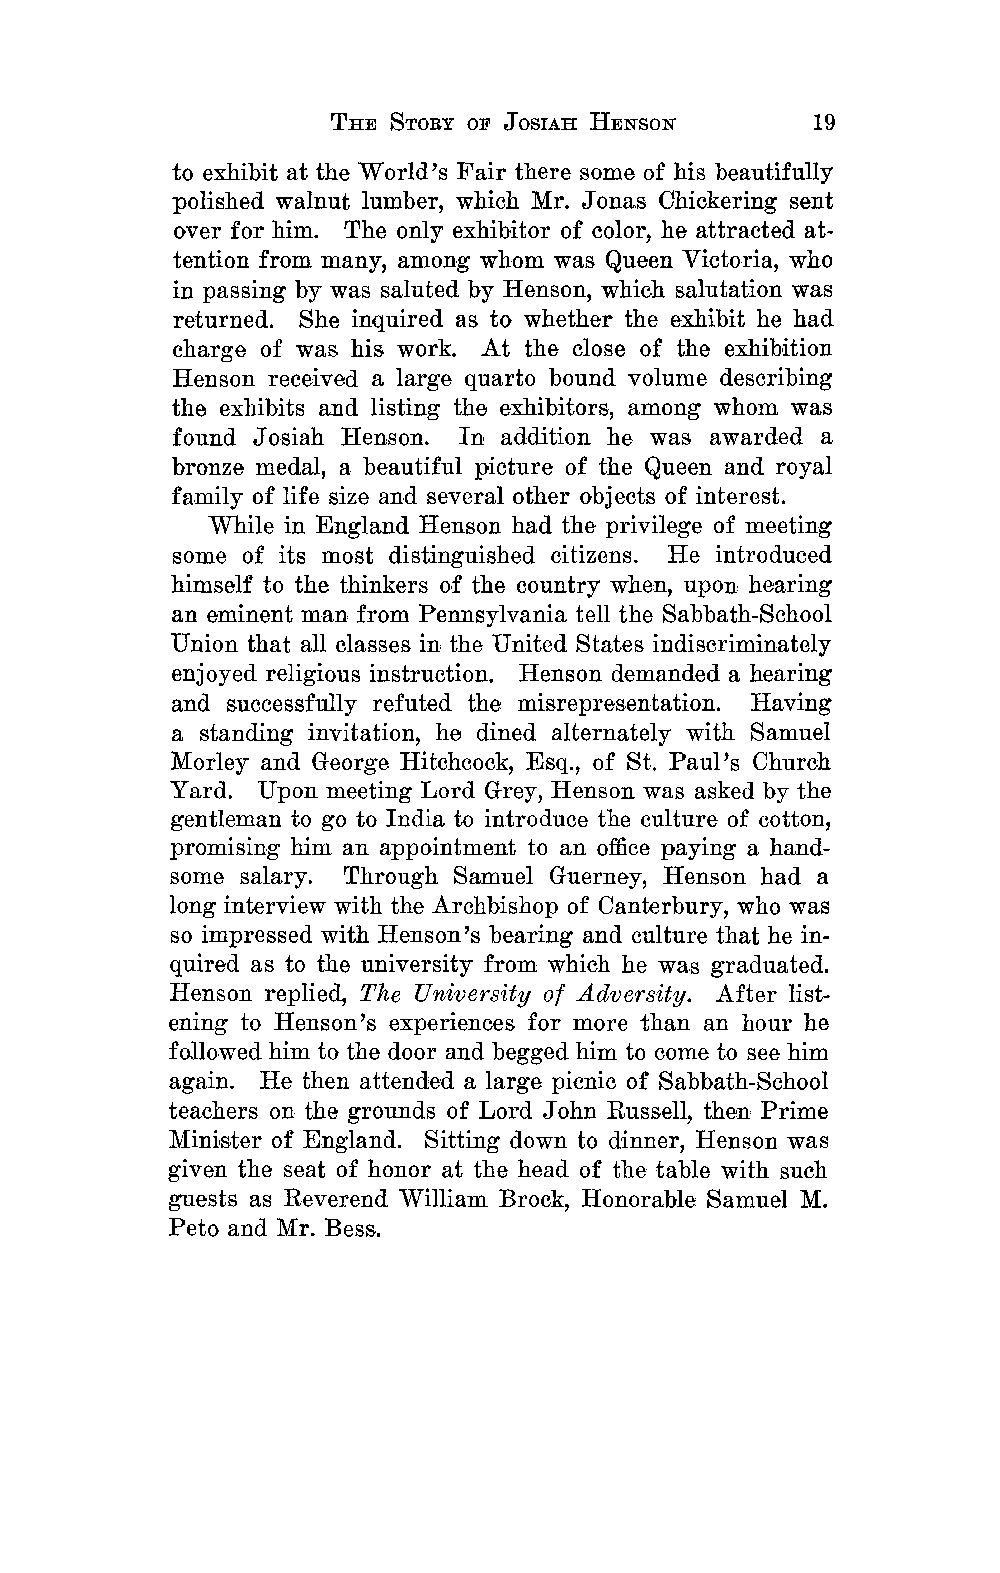 THE STORY OF JOSIAH HENSON 19
to exhibit at the World's Fair there some of his beautifully
polished walnut lumber, which Mr. Jonas Chickering sent
over for him. The only exhibitor of color, he attracted at-
tention from many, among whom was Queen Victoria, who
in passing by was saluted by Henson, which salutation was
returned. She inquired as to whether the exhibit he had
charge of was his work. At the close of the exhibition
Henson received a large quarto bound volume describing
the exhibits and listing the exhibitors, among whom was
found Josiah Henson. In addition he was awarded a
bronze medal, a beautiful picture of the Queen and royal
family of life size and several other objects of interest.
While in England Henson had the privilege of meeting
some of its most distinguished citizens. He introduced
himself to the thinkers of the country when, upon hearing
an eminent man from Pennsylvania tell the Sabbath-School
Union that all classes in the United States indiscriminately
enjoyed religious instruction. Henson demanded a hearing
and successfully refuted the misrepresentation. Having
a standing invitation, he dined alternately with Samuel
Morley and George Hitchcock, Esq., of St. Paul's Church
Yard. Upon meeting Lord Grey, Henson was asked by the
gentleman to go to India to introduce the culture of cotton,
promising him an appointment to an office paying a hand-
some salary. Through Samuel Guerney, Henson had a
long interview with the Archbishop of Canterbury, who was
so impressed with Henson's bearing and culture that he in-
quired as to the university from which he was graduated.
Henson replied, The University of Adversity. After list-
ening to Henson's experiences for more than an hour he
followed him to the door and begged him to come to see him
again. He then attended a large picnic of Sabbath-School
teachers on the grounds of Lord John Russell, then Prime
Minister of England. Sitting down to dinner, Henson was
given the seat of honor at the head of the table with such
guests as Reverend William Brock, Honorable Samuel M.
Peto and Mr. Bess.